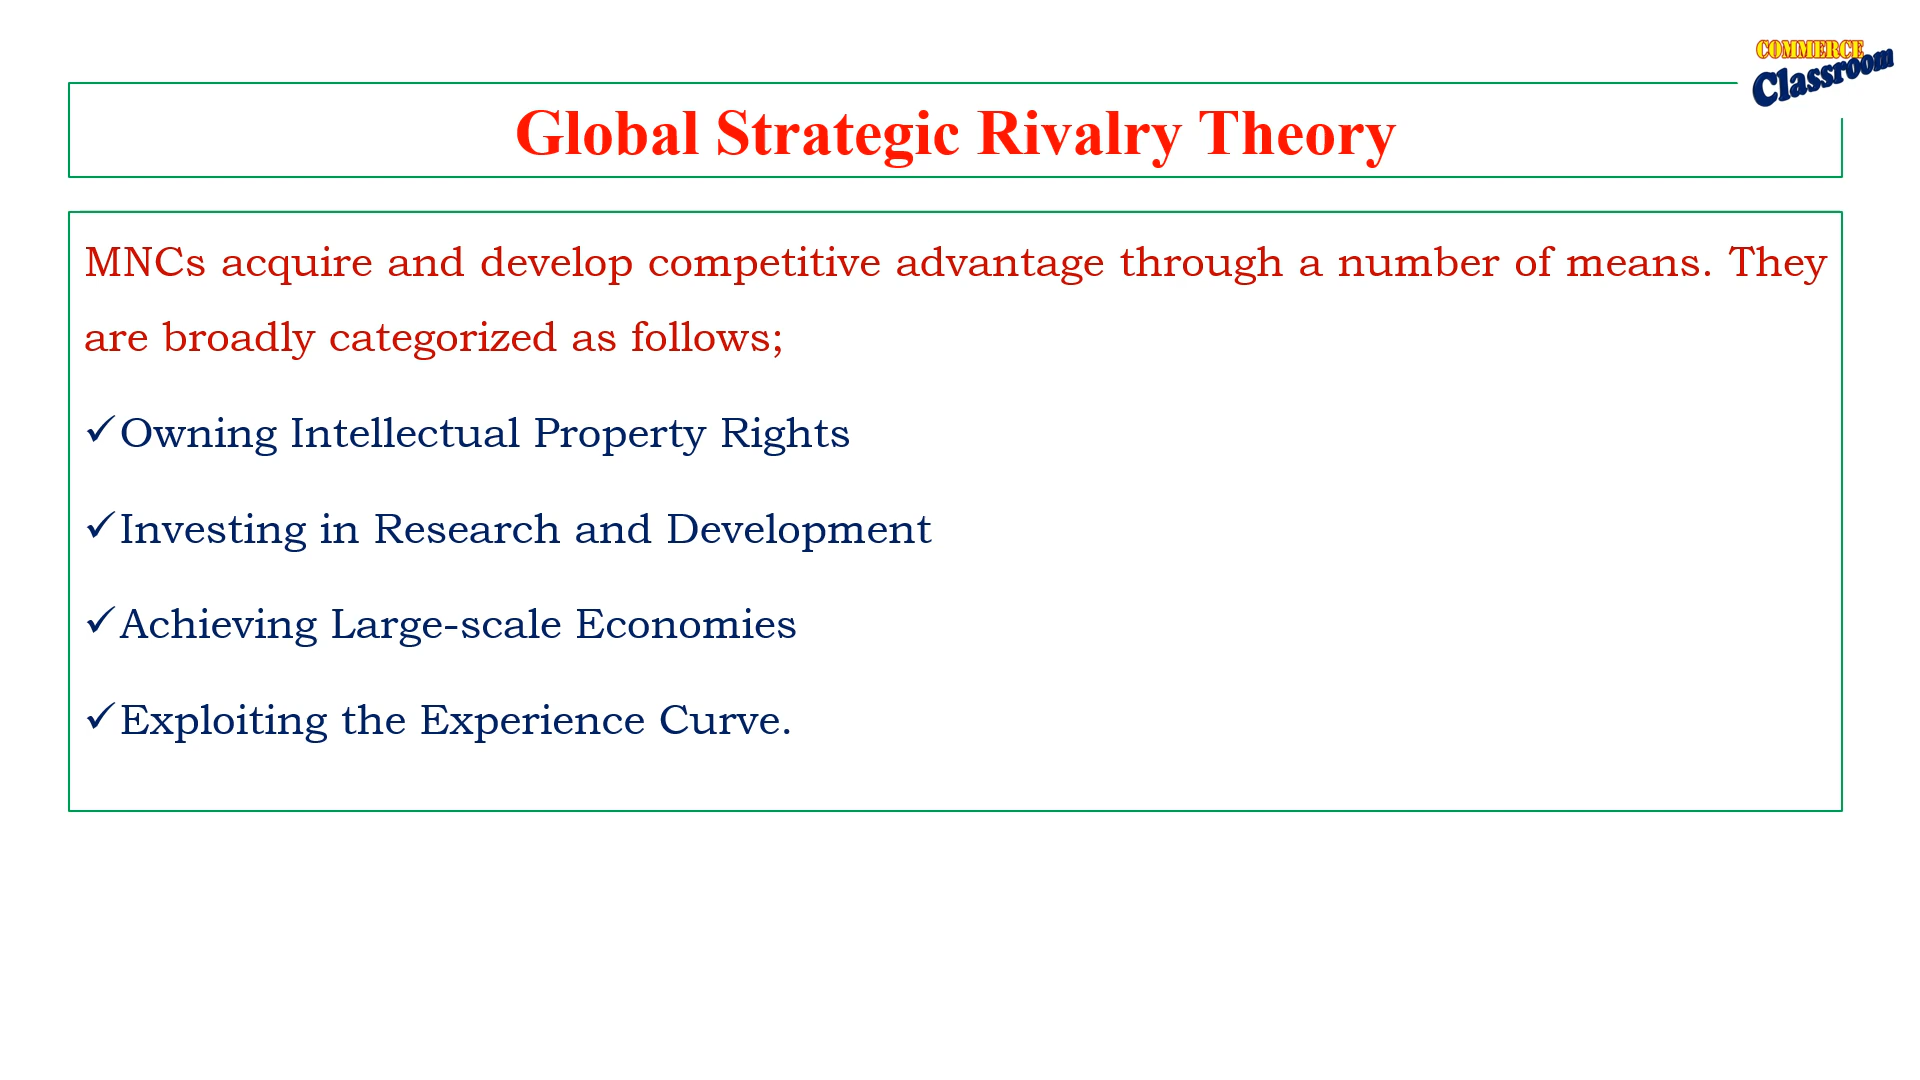 COMMERCE
Classroom
Global Strategic Rivalry Theory
MNCs acquire and develop competitive advantage through a number of means. They
are broadly categorized as follows;
✓Owning Intellectual Property Rights
✓Investing in Research and Development
✓Achieving Large-scale Economies
✓Exploiting the Experience Curve.